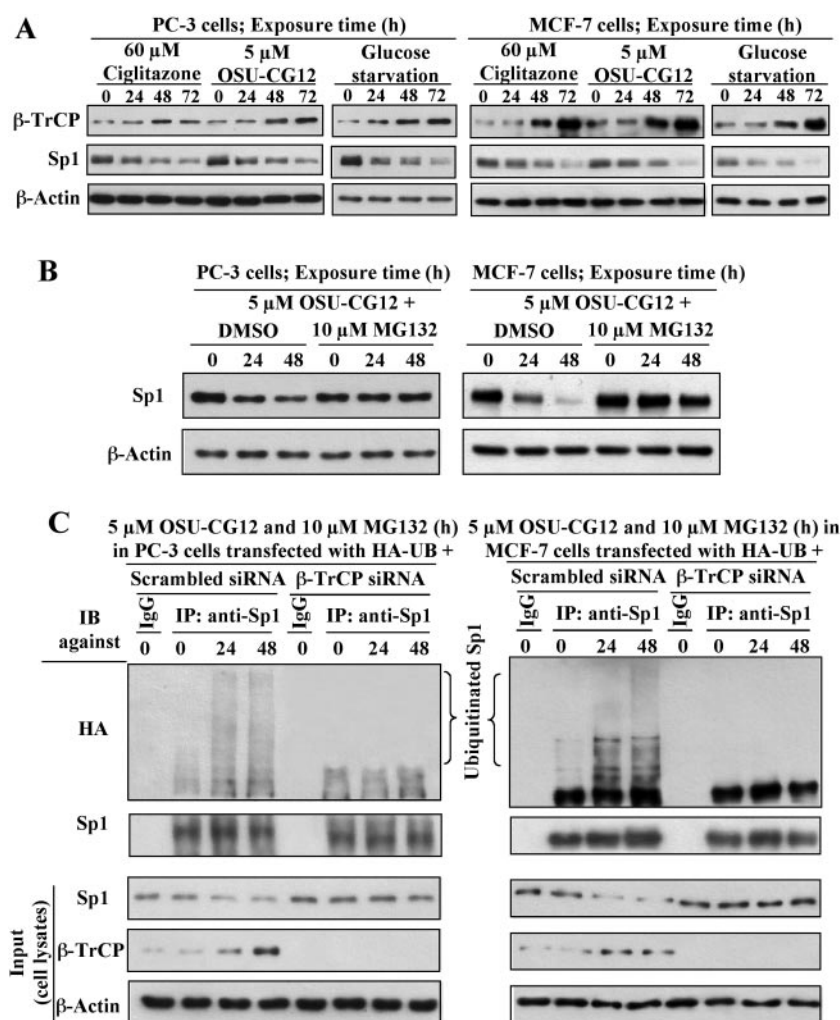 A
PC-3 cells; Exposure time (h) MCF-7 cells; Exposure time (h)
60 µM Ciglitazone 5 µM OSU-CG12 Glucose starvation 60 µM Ciglitazone 5 µM OSU-CG12 Glucose starvation
0 24 48 72 0 24 48 72 0 24 48 72 0 24 48 72 0 24 48 72 0 24 48 72
β-TrCP
Sp1
β-Actin
B
PC-3 cells; Exposure time (h) MCF-7 cells; Exposure time (h)
5 µM OSU-CG12 + 5 µM OSU-CG12 +
DMSO 10 µM MG132 DMSO 10 µM MG132
0 24 48 0 24 48 0 24 48 0 24 48
Sp1
β-Actin
C
5 µM OSU-CG12 and 10 µM MG132 (h) 5 µM OSU-CG12 and 10 µM MG132 (h) in
in PC-3 cells transfected with HA-UB + MCF-7 cells transfected with HA-UB +
Scrambled siRNA β-TrCP siRNA Scrambled siRNA β-TrCP siRNA
IB against IgG IP: anti-Sp1 IgG IP: anti-Sp1 IgG IP: anti-Sp1 IgG IP: anti-Sp1
0 0 24 48 0 0 24 48 0 0 24 48 0 0 24 48
HA
Ubiquitinated Sp1
Sp1
Input
(cell lysates)
Sp1
β-TrCP
β-Actin